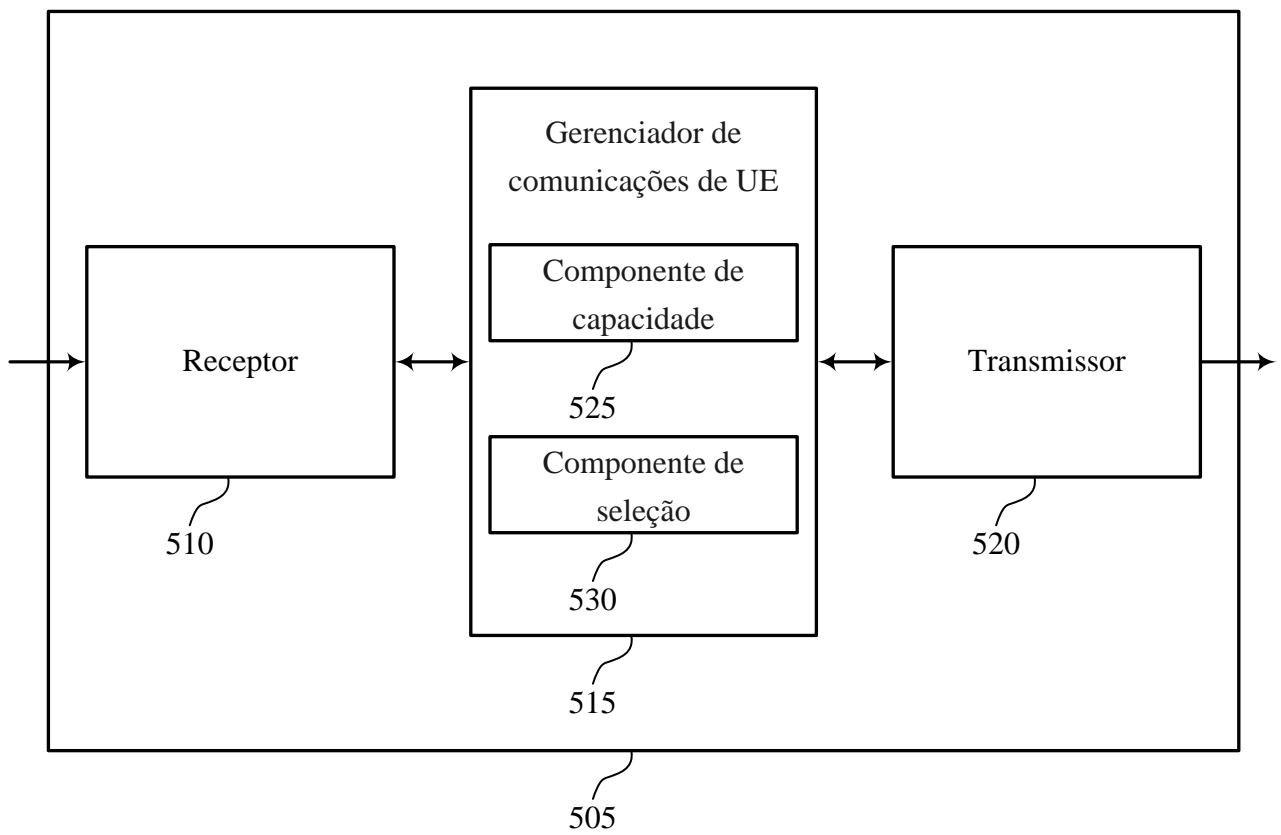 Gerenciador de
comunicações de UE
Componente de
capacidade
525
Receptor
510
Componente de
seleção
530
515
Transmissor
520
505